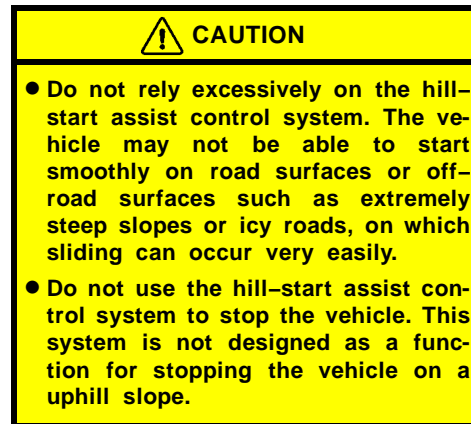 CAUTION
● Do not rely excessively on the hill–
start assist control system. The ve-
hicle may not be able to start
smoothly on road surfaces or off–
road surfaces such as extremely
steep slopes or icy roads, on which
sliding can occur very easily.
● Do not use the hill–start assist con-
trol system to stop the vehicle. This
system is not designed as a func-
tion for stopping the vehicle on a
uphill slope.